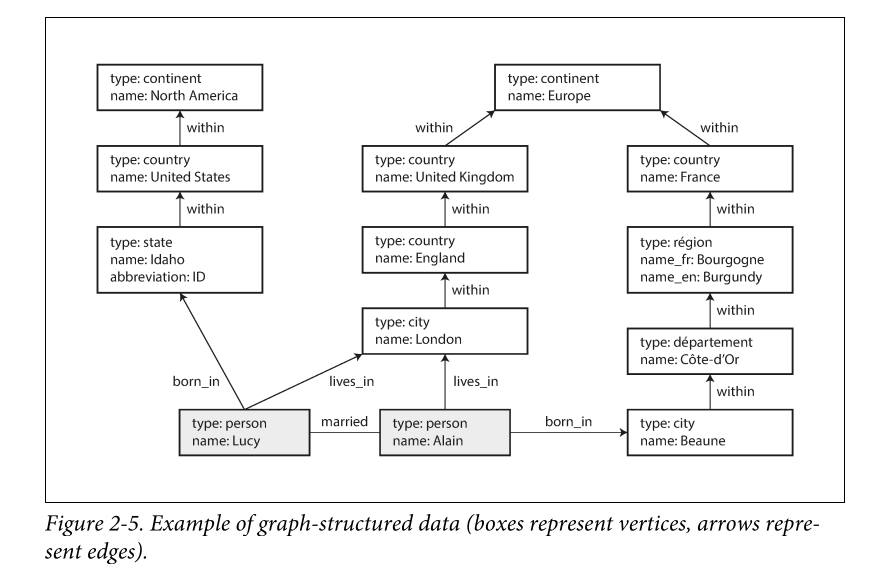 type: continent
name: North America
type: continent
name: Europe
within
within
within
type: country
name: United States
type: country
name: United Kingdom
type: country
name: France
within
within
within
type: state
name: Idaho
abbreviation: ID
type: country
name: England
type: région
name_fr: Bourgogne
name_en: Burgundy
within
within
type: city
name: London
type: département
name: Côte-d’Or
born_in
lives_in
lives_in
within
type: person
name: Lucy
married
type: person
name: Alain
born_in
type: city
name: Beaune
Figure 2-5. Example of graph-structured data (boxes represent vertices, arrows repre-
sent edges).